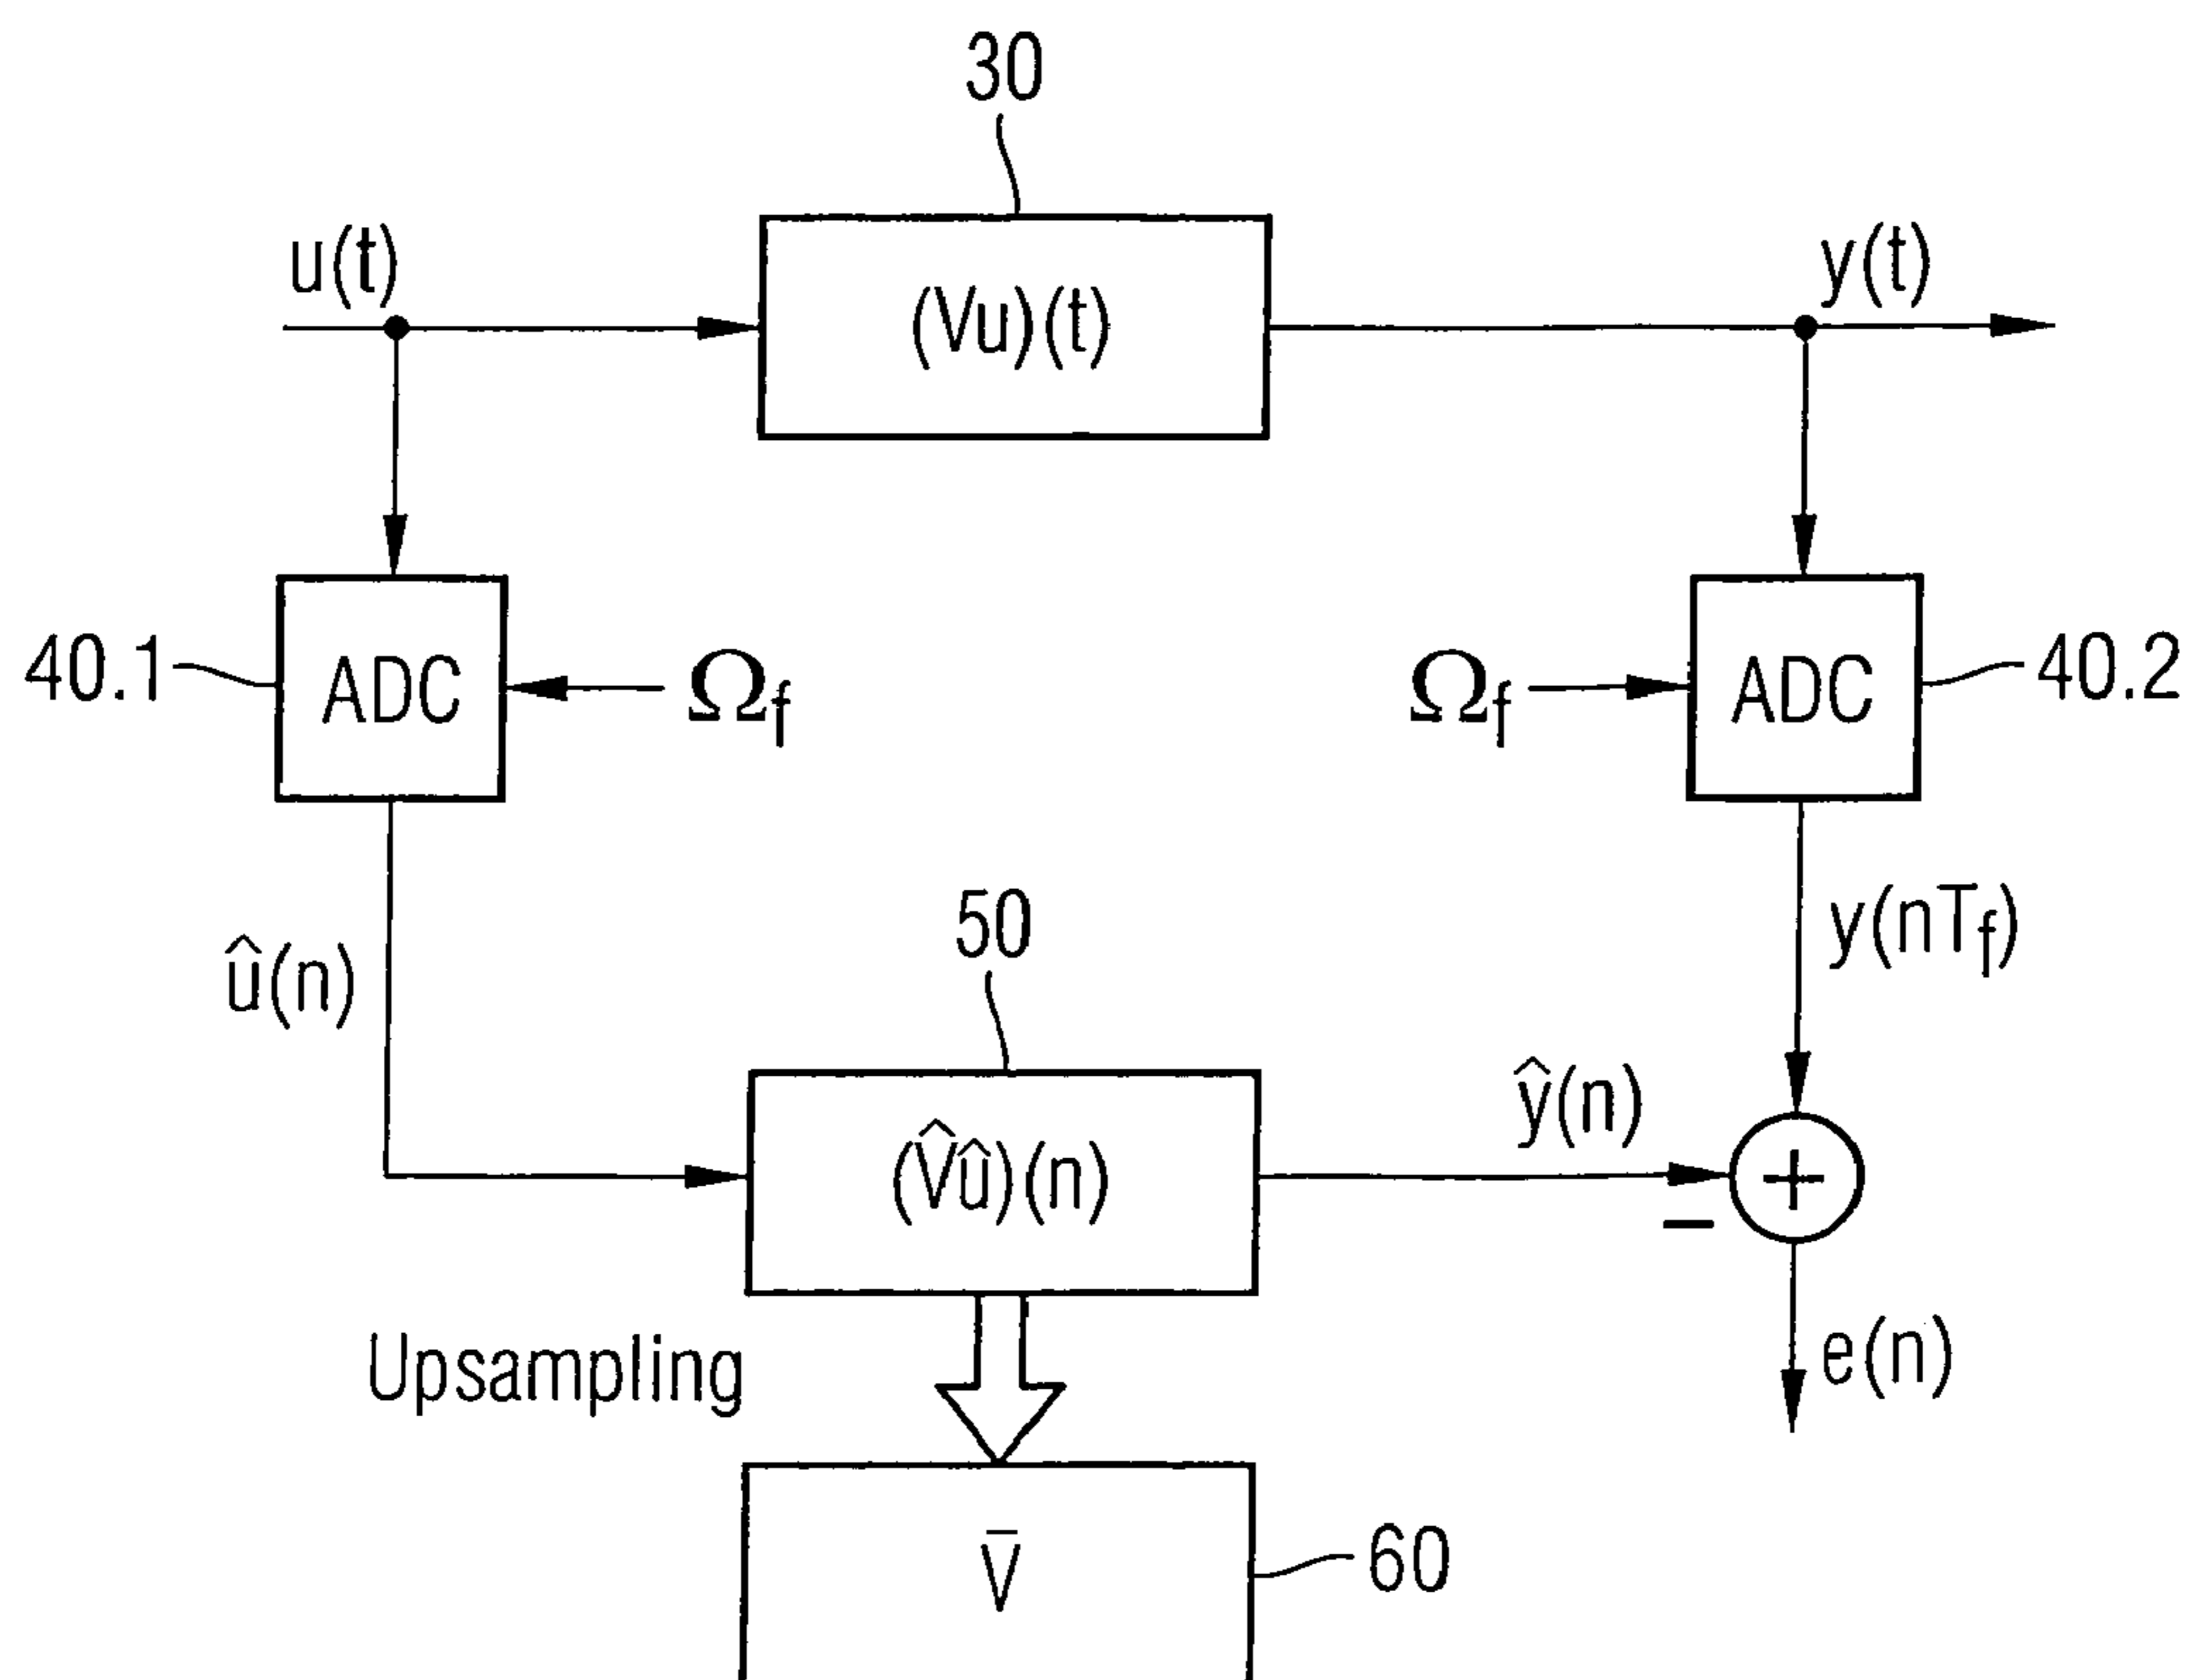 30
u(t)
(Vu)(t)
y(t)
40.1
ADC
Ω_f
Ω_f
ADC
40.2
y(nT_f)
50
û(n)
ŷ(n)
(V̂û)(n)
+
−
Upsampling
e(n)
V̄
60